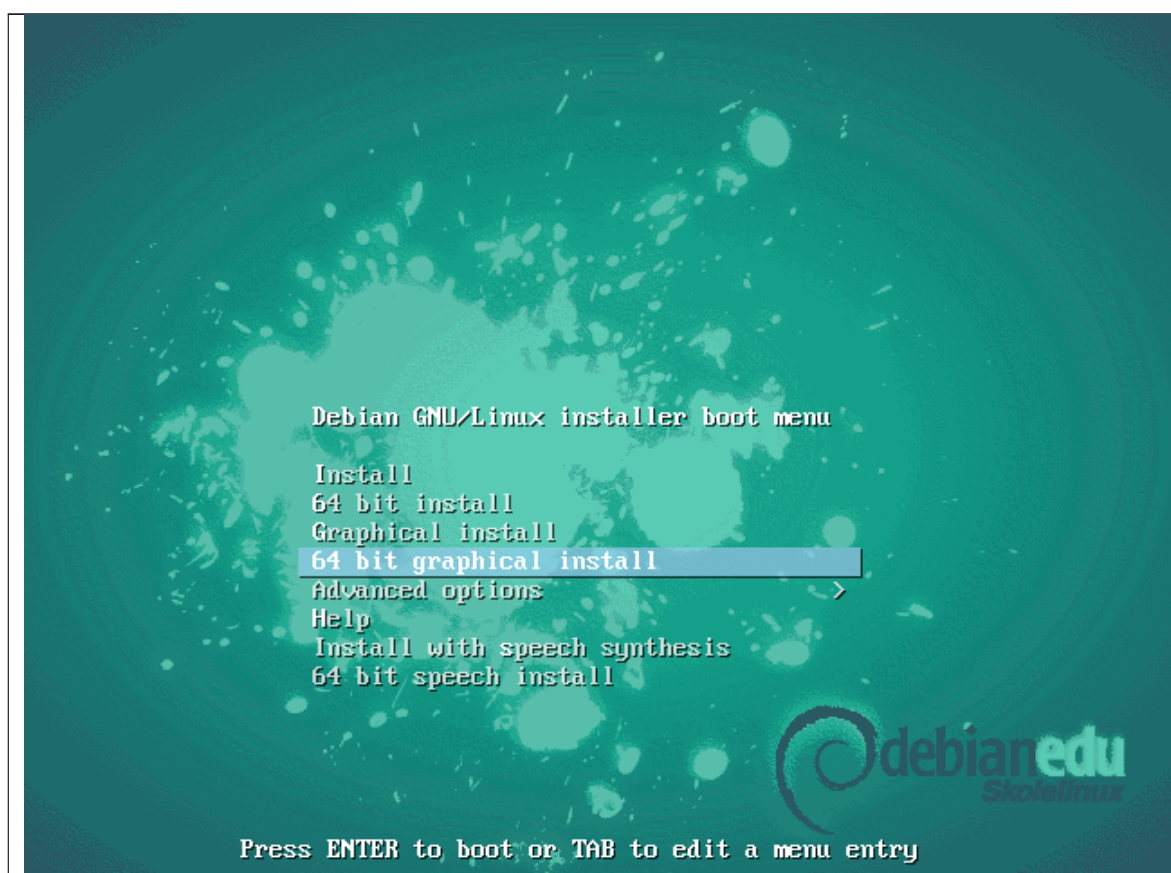 Debian GNU/Linux installer boot menu
Install
64 bit install
Graphical install
64 bit graphical install
Advanced options >
Help
Install with speech synthesis
64 bit speech install
debianedu
Skolelinux
Press ENTER to boot or TAB to edit a menu entry